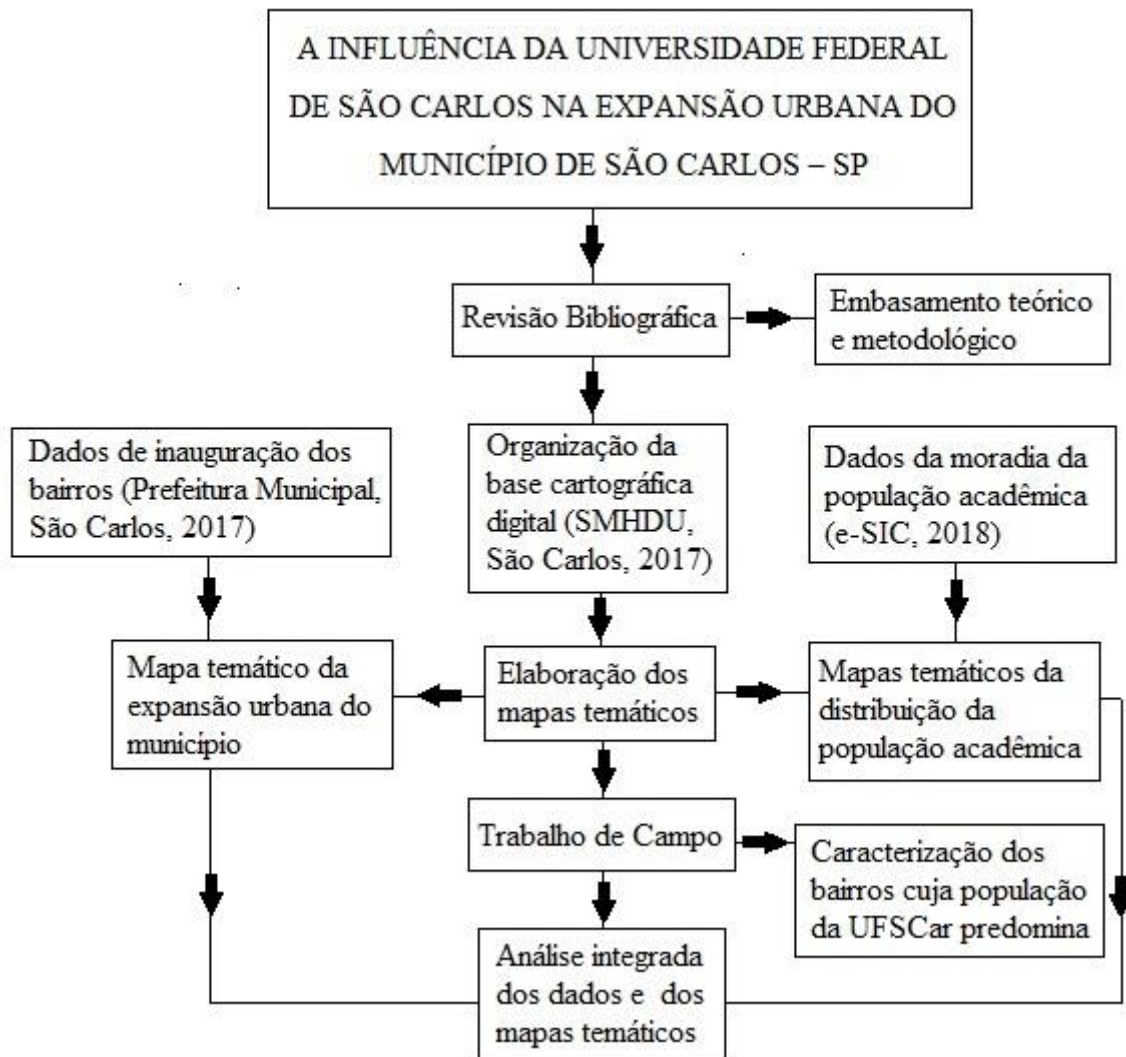 A INFLUÊNCIA DA UNIVERSIDADE FEDERAL
DE SÃO CARLOS NA EXPANSÃO URBANA DO
MUNICÍPIO DE SÃO CARLOS – SP
Revisão Bibliográfica
Embasamento teórico
e metodológico
Dados de inauguração dos
bairros (Prefeitura Municipal,
São Carlos, 2017)
Organização da
base cartográfica
digital (SMHDU,
São Carlos, 2017)
Dados da moradia da
população acadêmica
(e-SIC, 2018)
Mapa temático da
expansão urbana do
município
Elaboração dos
mapas temáticos
Mapas temáticos da
distribuição da
população acadêmica
Trabalho de Campo
Caracterização dos
bairros cuja população
da UFSCar predomina
Análise integrada
dos dados e dos
mapas temáticos